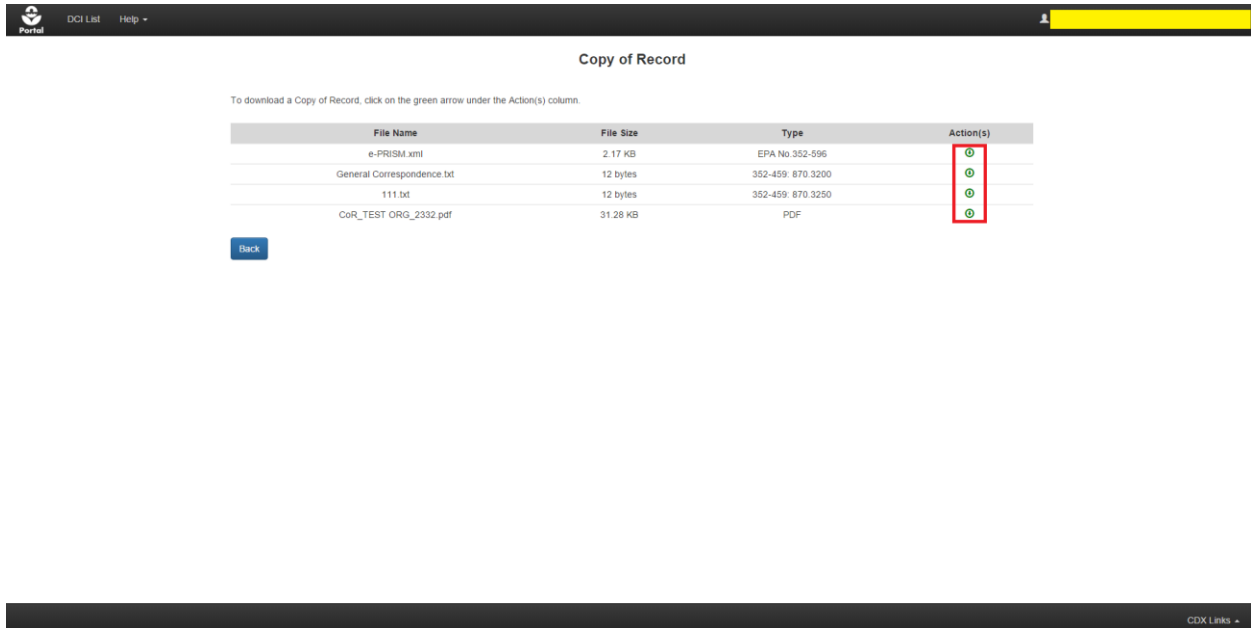 Portal DCI List Help
Copy of Record
To download a Copy of Record, click on the green arrow under the Action(s) column.
File Name File Size Type Action(s)
e-PRISM.xml 2.17 KB EPA No.352-596
General Correspondence.txt 12 bytes 352-459: 870.3200
111.txt 12 bytes 352-459: 870.3250
CoR_TEST ORG_2332.pdf 31.28 KB PDF
Back
CDX Links